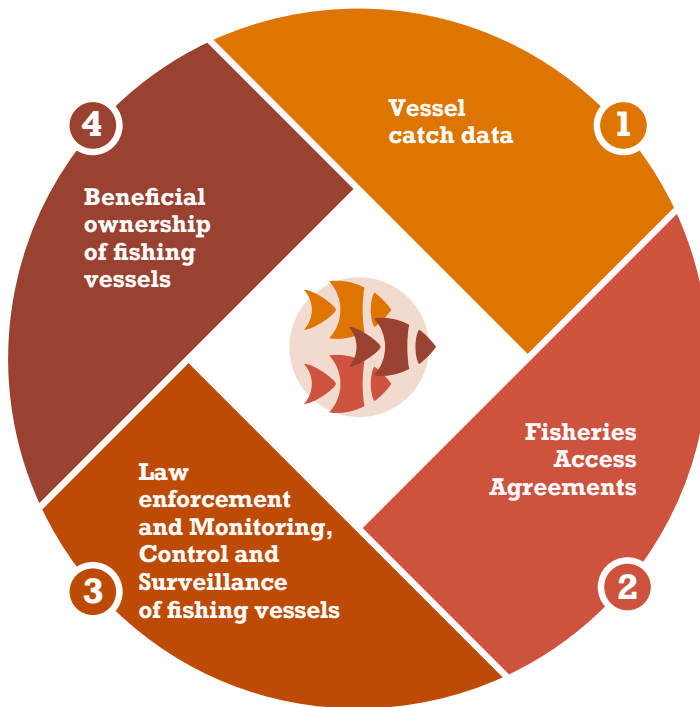 1
Vessel
catch data
2
Fisheries
Access
Agreements
3
Law
enforcement
and Monitoring,
Control and
Surveillance
of fishing vessels
4
Beneficial
ownership
of fishing
vessels